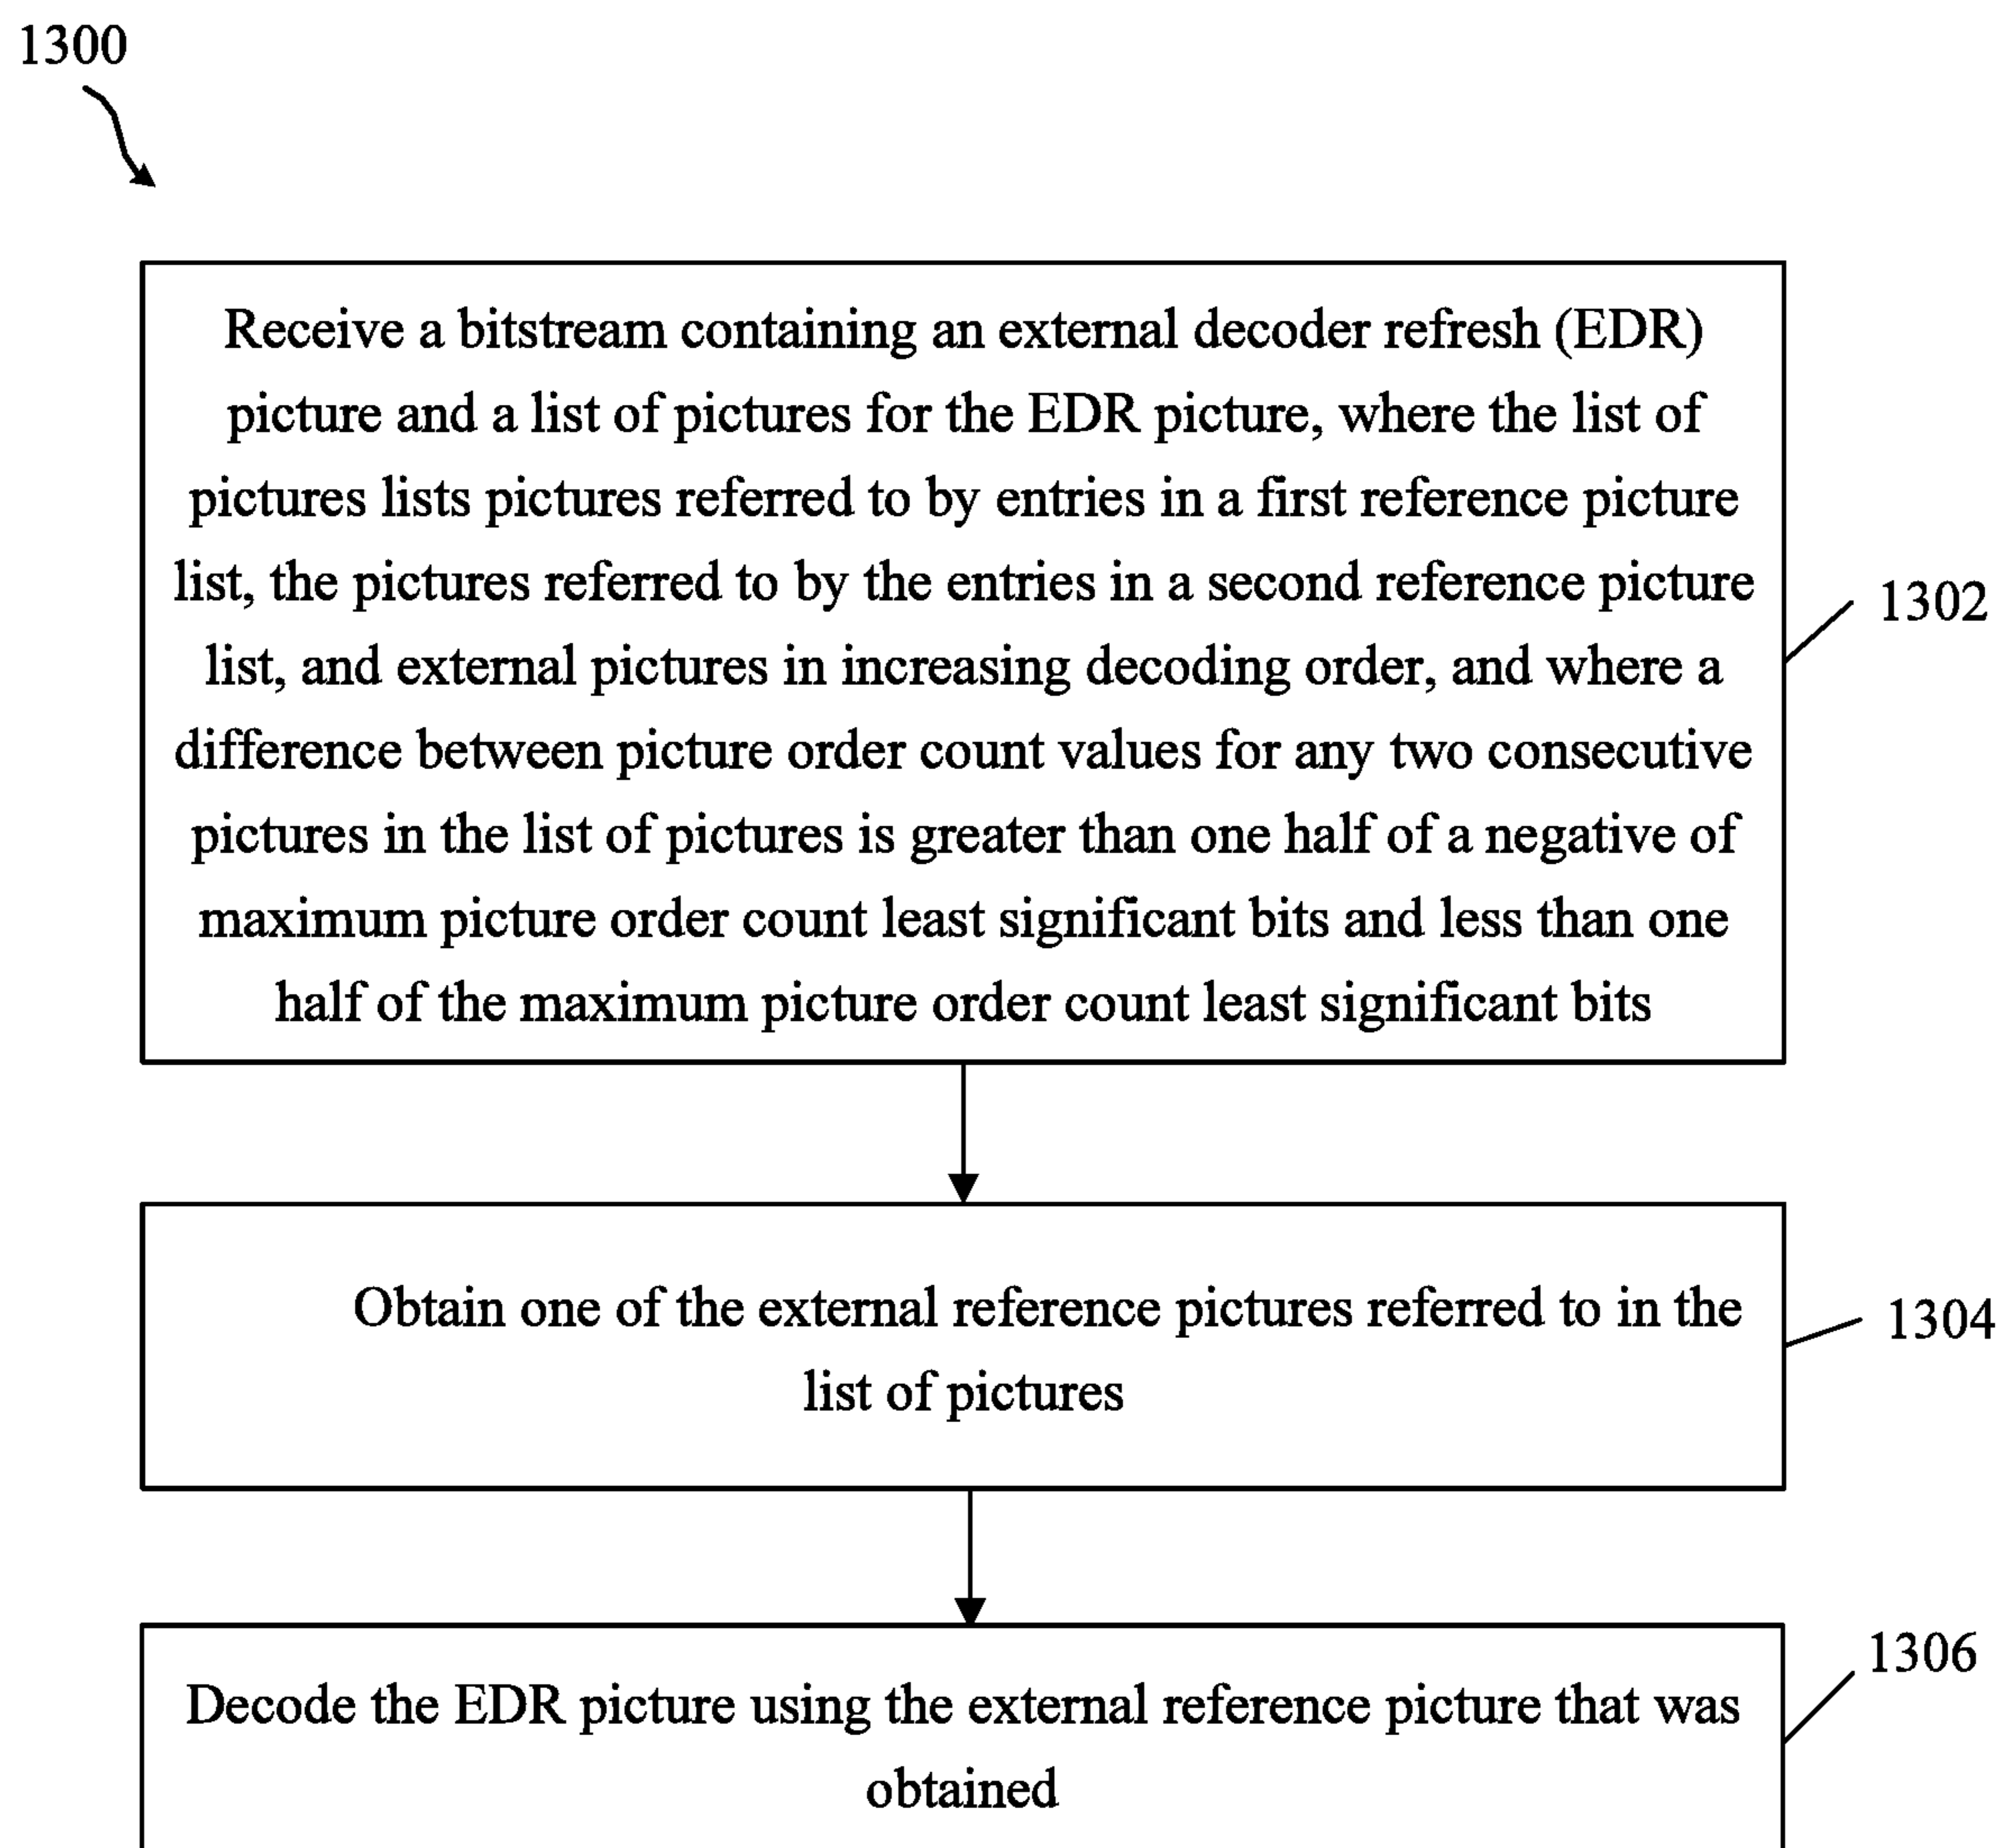 1300
Receive a bitstream containing an external decoder refresh (EDR)
picture and a list of pictures for the EDR picture, where the list of
pictures lists pictures referred to by entries in a first reference picture
list, the pictures referred to by the entries in a second reference picture
list, and external pictures in increasing decoding order, and where a
difference between picture order count values for any two consecutive
pictures in the list of pictures is greater than one half of a negative of
maximum picture order count least significant bits and less than one
half of the maximum picture order count least significant bits
1302
Obtain one of the external reference pictures referred to in the
list of pictures
1304
Decode the EDR picture using the external reference picture that was
obtained
1306